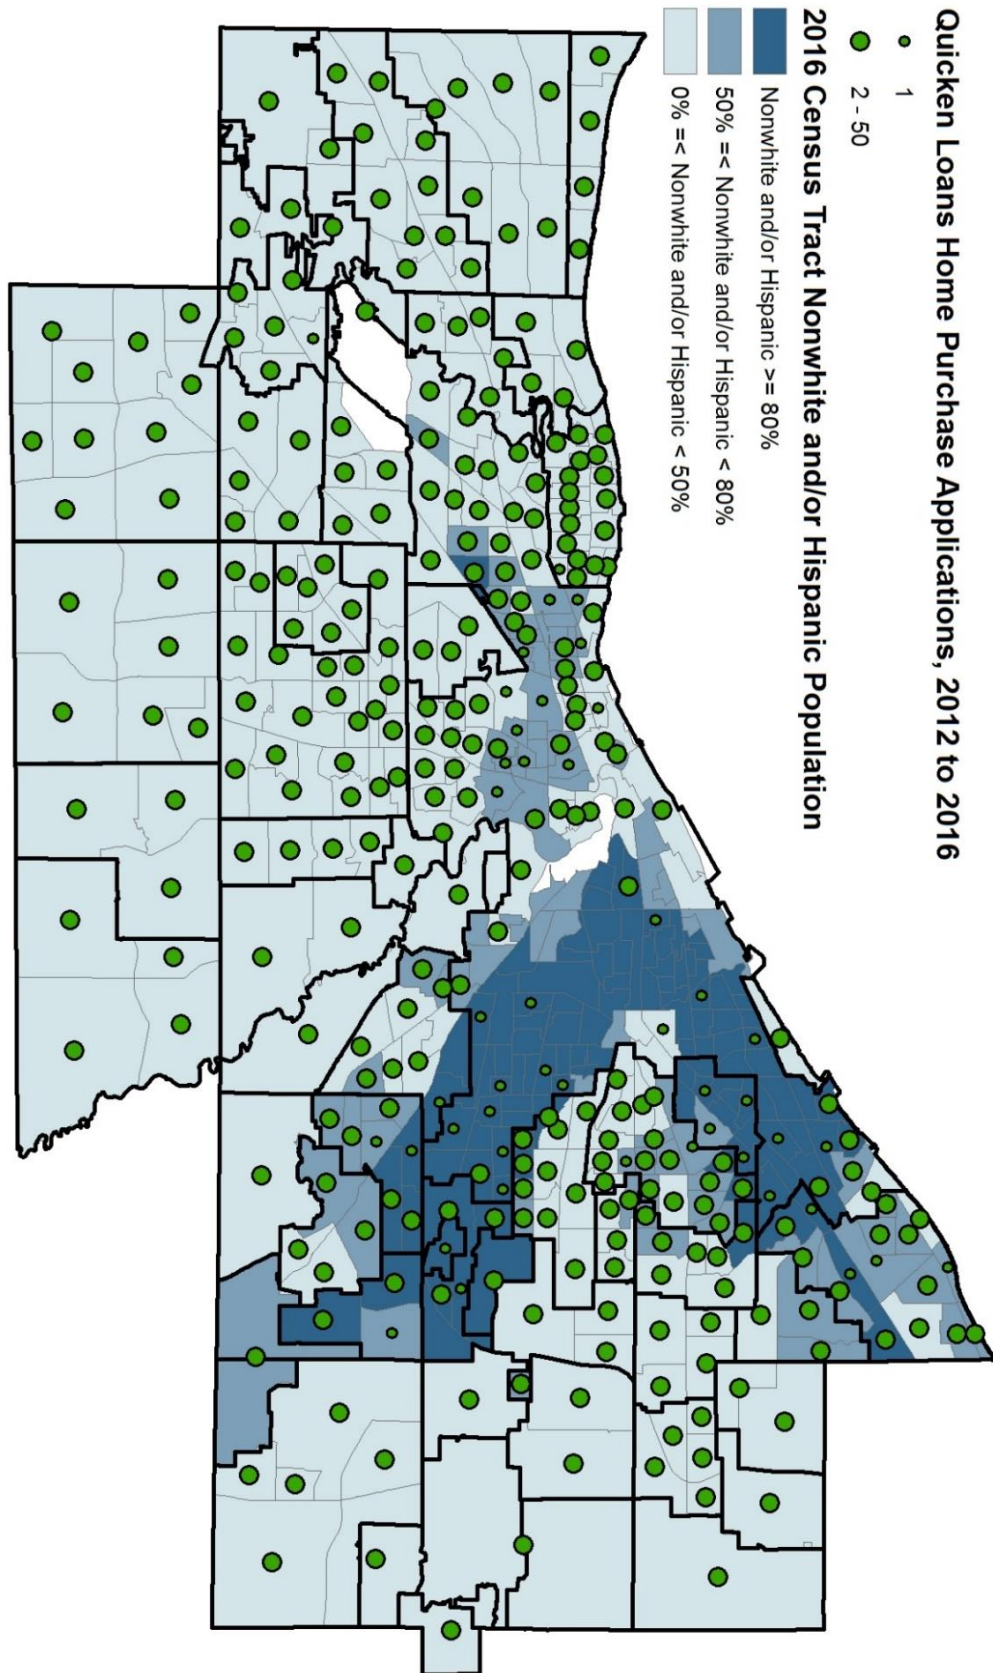 Quicken Loans Home Purchase Applications, 2012 to 2016
1
2 - 50
2016 Census Tract Nonwhite and/or Hispanic Population
Nonwhite and/or Hispanic >= 80%
50% =< Nonwhite and/or Hispanic < 80%
0% =< Nonwhite and/or Hispanic < 50%